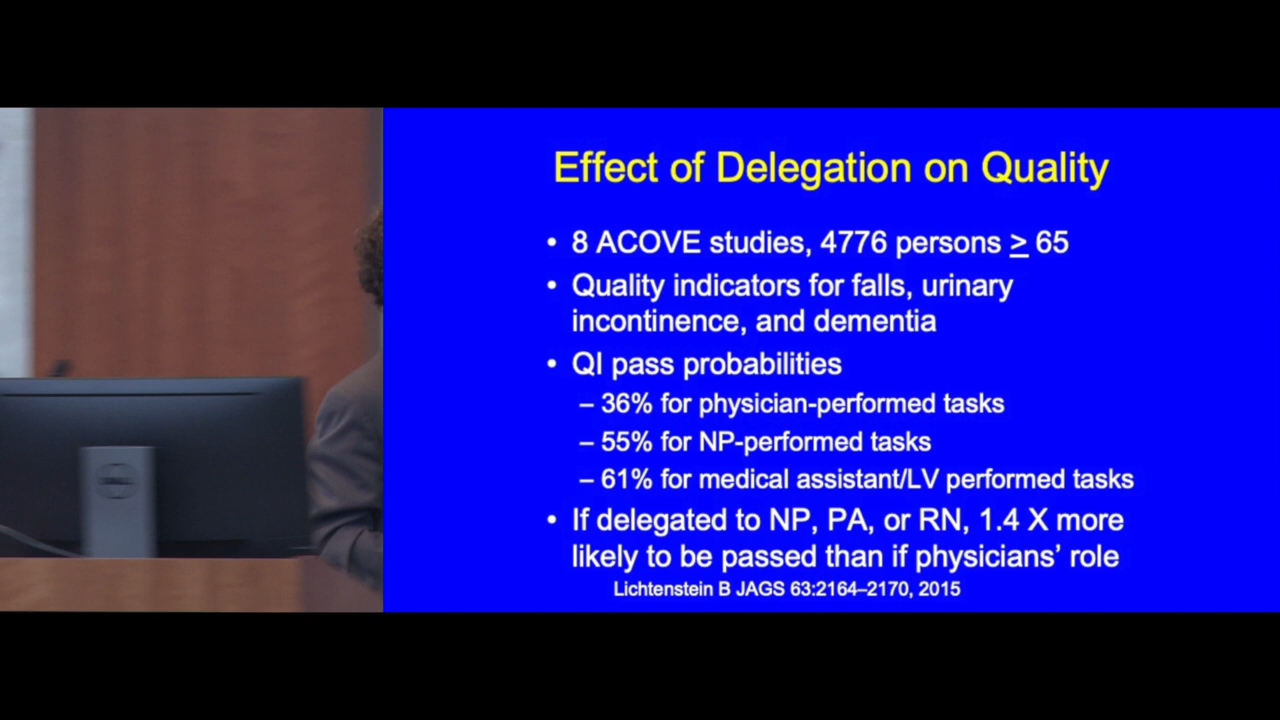 Effect of Delegation on Quality
• 8 ACOVE studies, 4776 persons ≥ 65
• Quality indicators for falls, urinary
incontinence, and dementia
• QI pass probabilities
– 36% for physician-performed tasks
– 55% for NP-performed tasks
– 61% for medical assistant/LV performed tasks
• If delegated to NP, PA, or RN, 1.4 X more
likely to be passed than if physicians’ role
Lichtenstein B JAGS 63:2164–2170, 2015